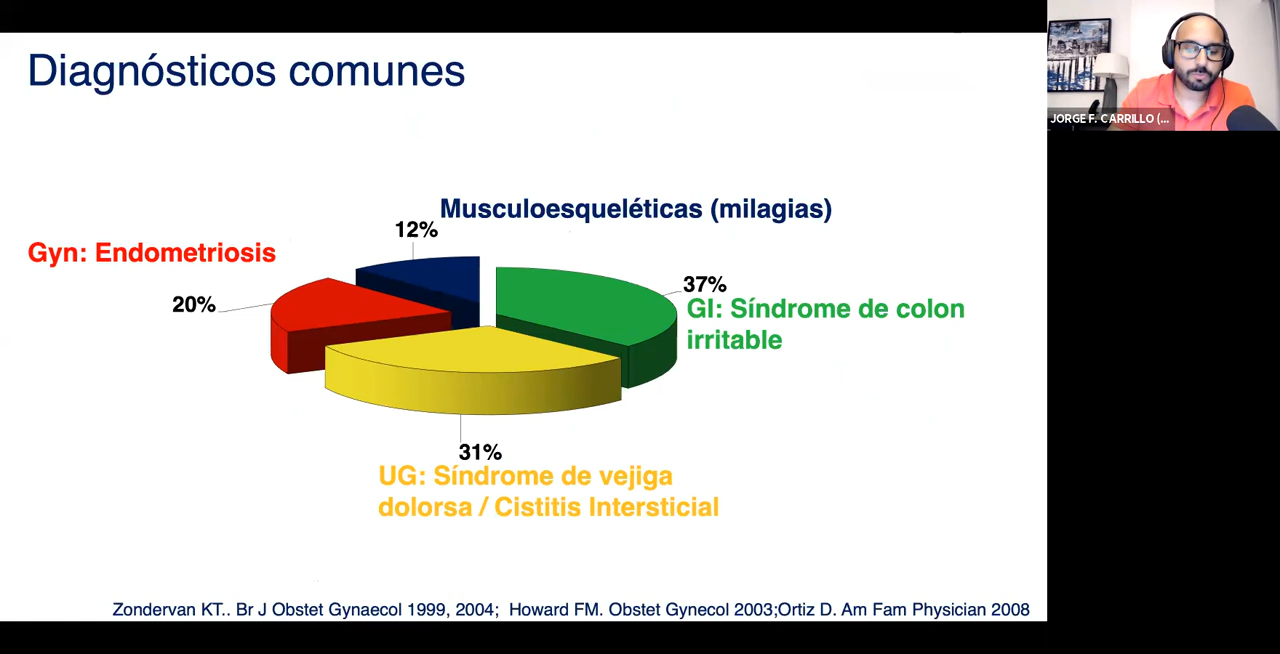 Diagnósticos comunes
JORGE F. CARRILLO (...
Musculoesqueléticas (milagias)
12%
Gyn: Endometriosis
20%
37%
GI: Síndrome de colon
irritable
31%
UG: Síndrome de vejiga
dolorsa / Cistitis Intersticial
Zondervan KT.. Br J Obstet Gynaecol 1999, 2004; Howard FM. Obstet Gynecol 2003;Ortiz D. Am Fam Physician 2008